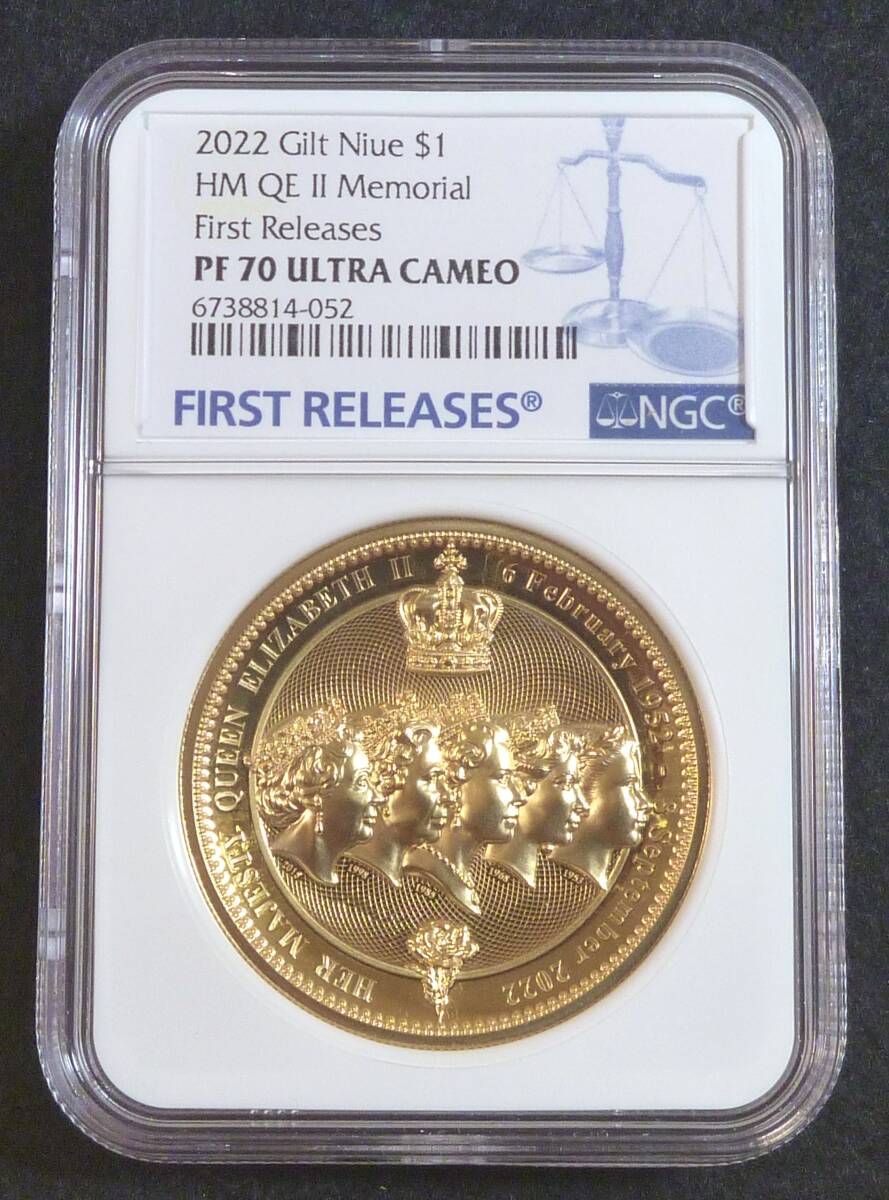 2022 Gilt Niue $1
HM QE II Memorial
First Releases
PF 70 ULTRA CAMEO
6738814-052
FIRST RELEASES®
NGC®
HER MAJESTY QUEEN ELIZABETH II
6 February 1952 - 8 September 2022